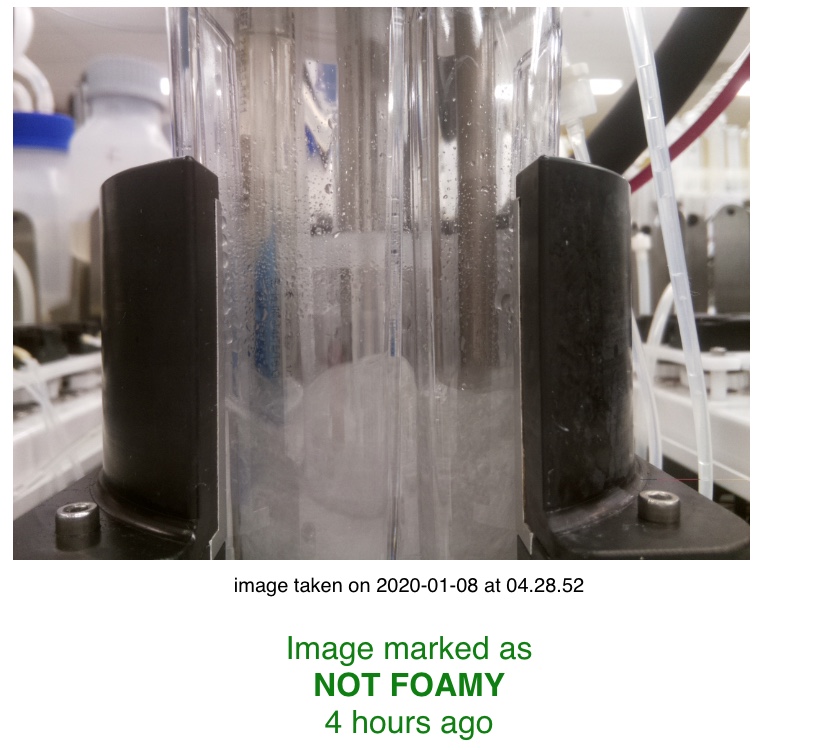 image taken on 2020-01-08 at 04.28.52
Image marked as
NOT FOAMY
4 hours ago